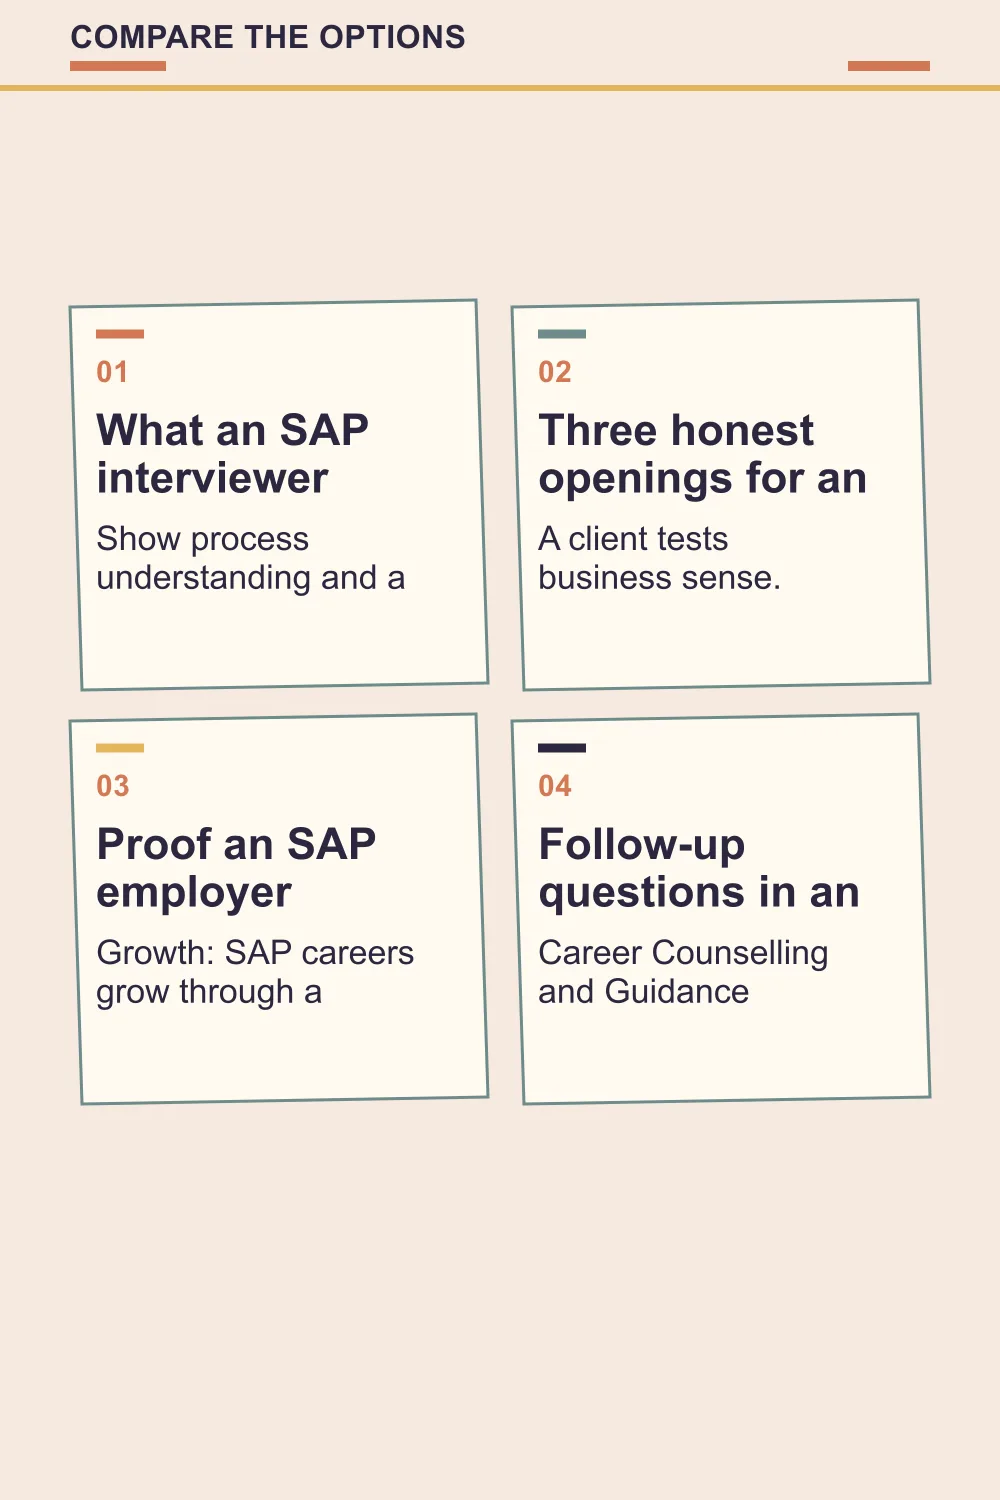 COMPARE THE OPTIONS
01
What an SAP
interviewer
Show process
understanding and a
02
Three honest
openings for an
A client tests
business sense.
03
Proof an SAP
employer
Growth: SAP careers
grow through a
04
Follow-up
questions in an
Career Counselling
and Guidance